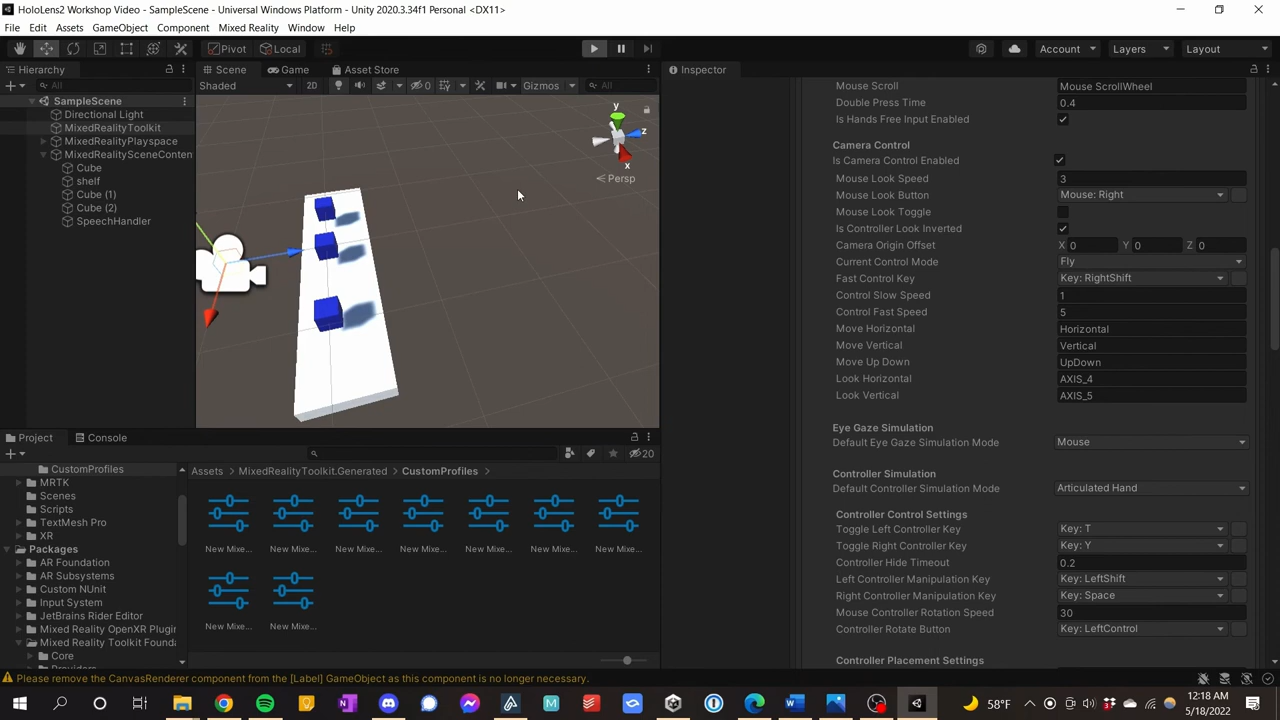 HoloLens2 Workshop Video - SampleScene - Universal Windows Platform - Unity 2020.3.34f1 Personal <DX11>
File Edit Assets GameObject Component Mixed Reality Window Help
Pivot Local Account Layers Layout
Hierarchy Scene Game Asset Store Inspector
All Shaded 2D 0 Gizmos All
SampleScene
Directional Light
MixedRealityToolkit
MixedRealityPlayspace
MixedRealitySceneConten
Cube
shelf
Cube (1)
Cube (2)
SpeechHandler
y
z
x
Persp
Mouse Scroll Mouse ScrollWheel
Double Press Time 0.4
Is Hands Free Input Enabled
Camera Control
Is Camera Control Enabled
Mouse Look Speed 3
Mouse Look Button Mouse: Right
Mouse Look Toggle
Is Controller Look Inverted
Camera Origin Offset X 0 Y 0 Z 0
Current Control Mode Fly
Fast Control Key Key: RightShift
Control Slow Speed 1
Control Fast Speed 5
Move Horizontal Horizontal
Move Vertical Vertical
Move Up Down UpDown
Look Horizontal AXIS_4
Look Vertical AXIS_5
Eye Gaze Simulation
Default Eye Gaze Simulation Mode Mouse
Controller Simulation
Default Controller Simulation Mode Articulated Hand
Controller Control Settings
Toggle Left Controller Key Key: T
Toggle Right Controller Key Key: Y
Controller Hide Timeout 0.2
Left Controller Manipulation Key Key: LeftShift
Right Controller Manipulation Key Key: Space
Mouse Controller Rotation Speed 30
Controller Rotate Button Key: LeftControl
Controller Placement Settings
Project Console
20
CustomProfiles
MRTK
Scenes
Scripts
TextMesh Pro
XR
Packages
AR Foundation
AR Subsystems
Custom NUnit
Input System
JetBrains Rider Editor
Mixed Reality OpenXR Plugin
Mixed Reality Toolkit Founda
Core
Assets > MixedRealityToolkit.Generated > CustomProfiles >
New Mixe... New Mixe... New Mixe... New Mixe... New Mixe... New Mixe... New Mixe...
New Mixe... New Mixe...
Please remove the CanvasRenderer component from the [Label] GameObject as this component is no longer necessary.
58°F
12:18 AM
5/18/2022